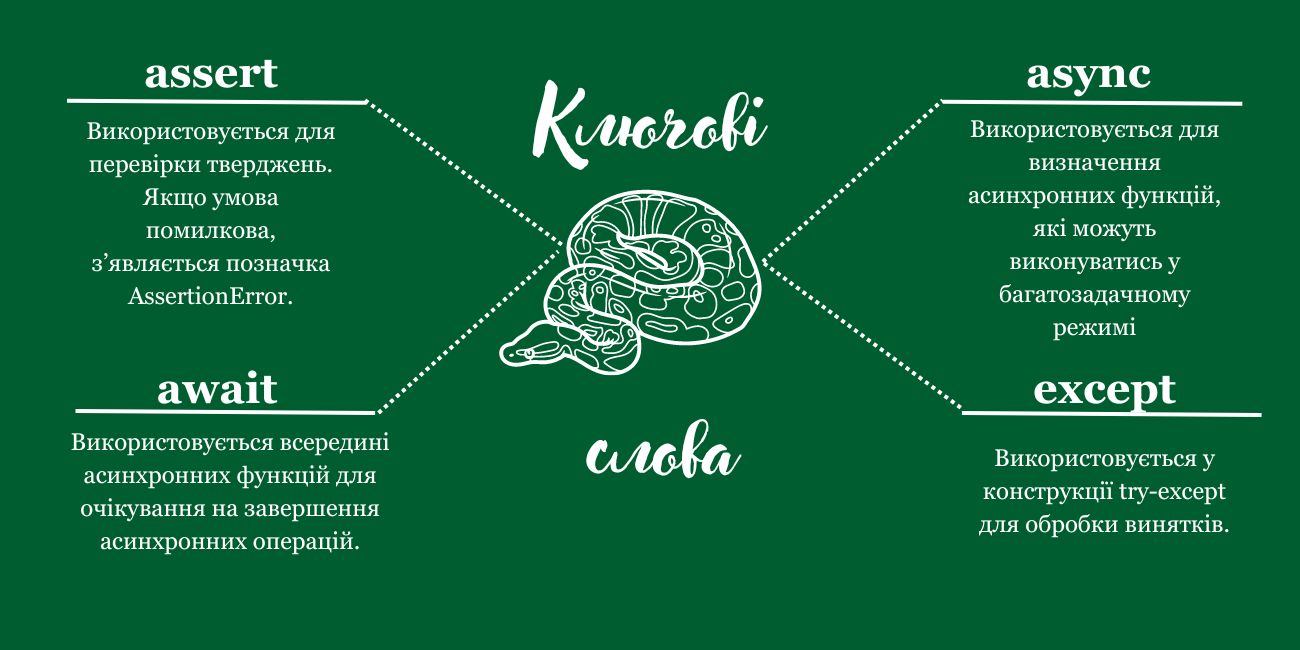 Ключові
слова
assert
Використовується для
перевірки тверджень.
Якщо умова
помилкова,
з’являється позначка
AssertionError.
await
Використовується всередині
асинхронних функцій для
очікування на завершення
асинхронних операцій.
async
Використовується для
визначення
асинхронних функцій,
які можуть
виконуватись у
багатозадачному
режимі
except
Використовується у
конструкції try-except
для обробки винятків.